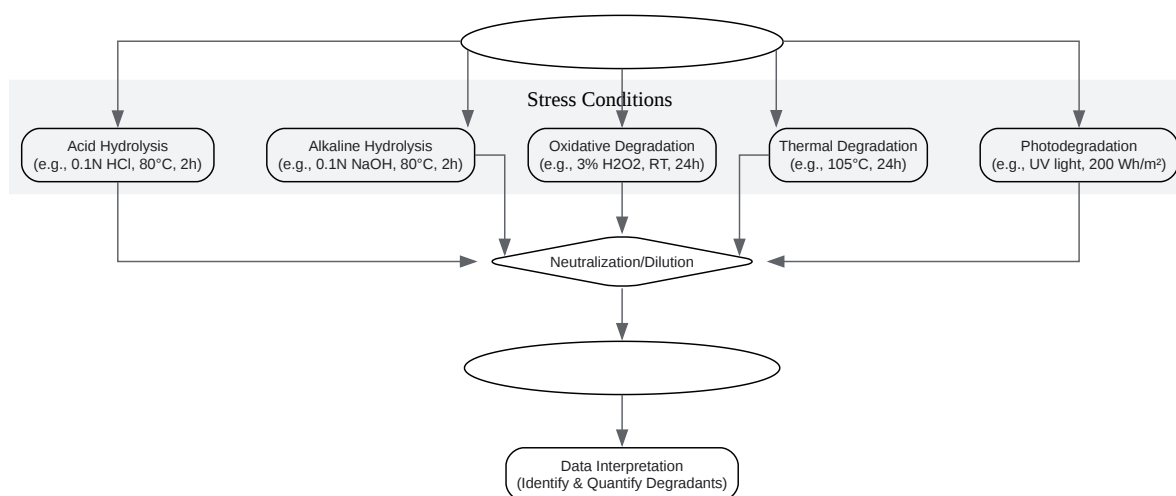 Stress Conditions
Acid Hydrolysis
(e.g., 0.1N HCl, 80°C, 2h)
Alkaline Hydrolysis
(e.g., 0.1N NaOH, 80°C, 2h)
Oxidative Degradation
(e.g., 3% H2O2, RT, 24h)
Thermal Degradation
(e.g., 105°C, 24h)
Photodegradation
(e.g., UV light, 200 Wh/m²)
Neutralization/Dilution
Data Interpretation
(Identify & Quantify Degradants)